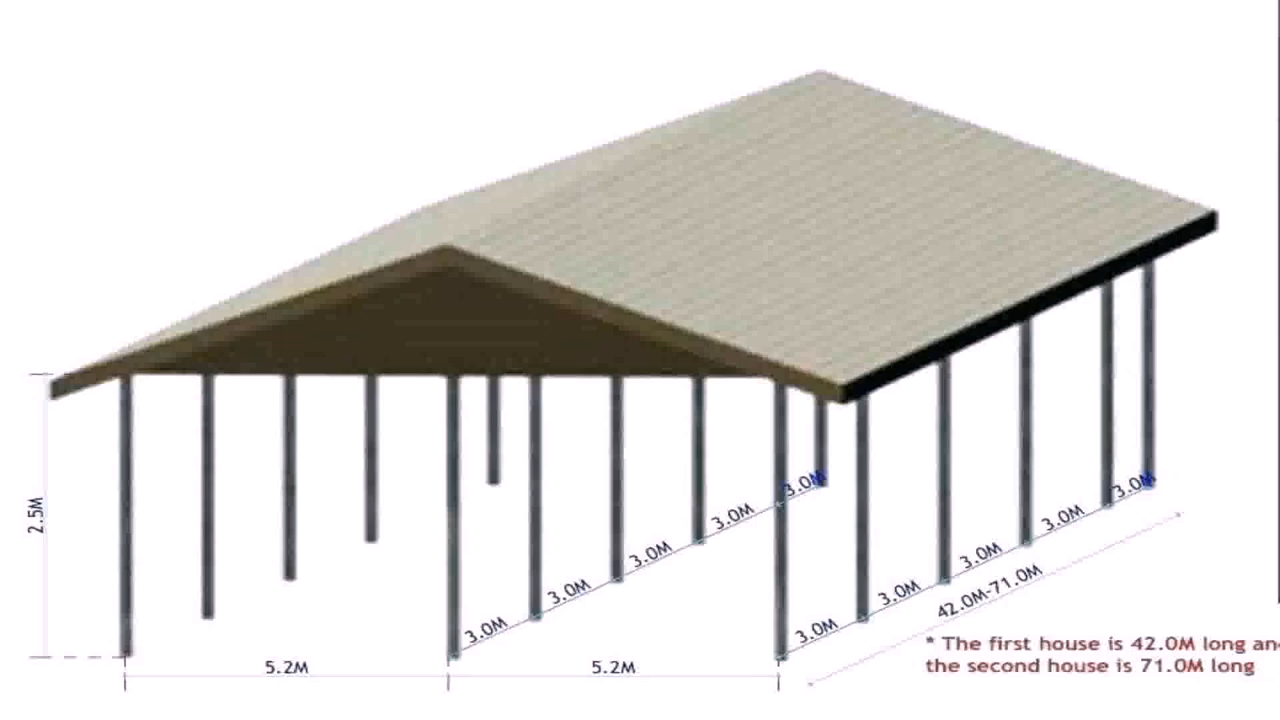 2.5M
5.2M
5.2M
3.0M
3.0M
3.0M
3.0M
3.0M
3.0M
3.0M
3.0M
3.0M
3.0M
42.0M-71.0M
* The first house is 42.0M long an
the second house is 71.0M long